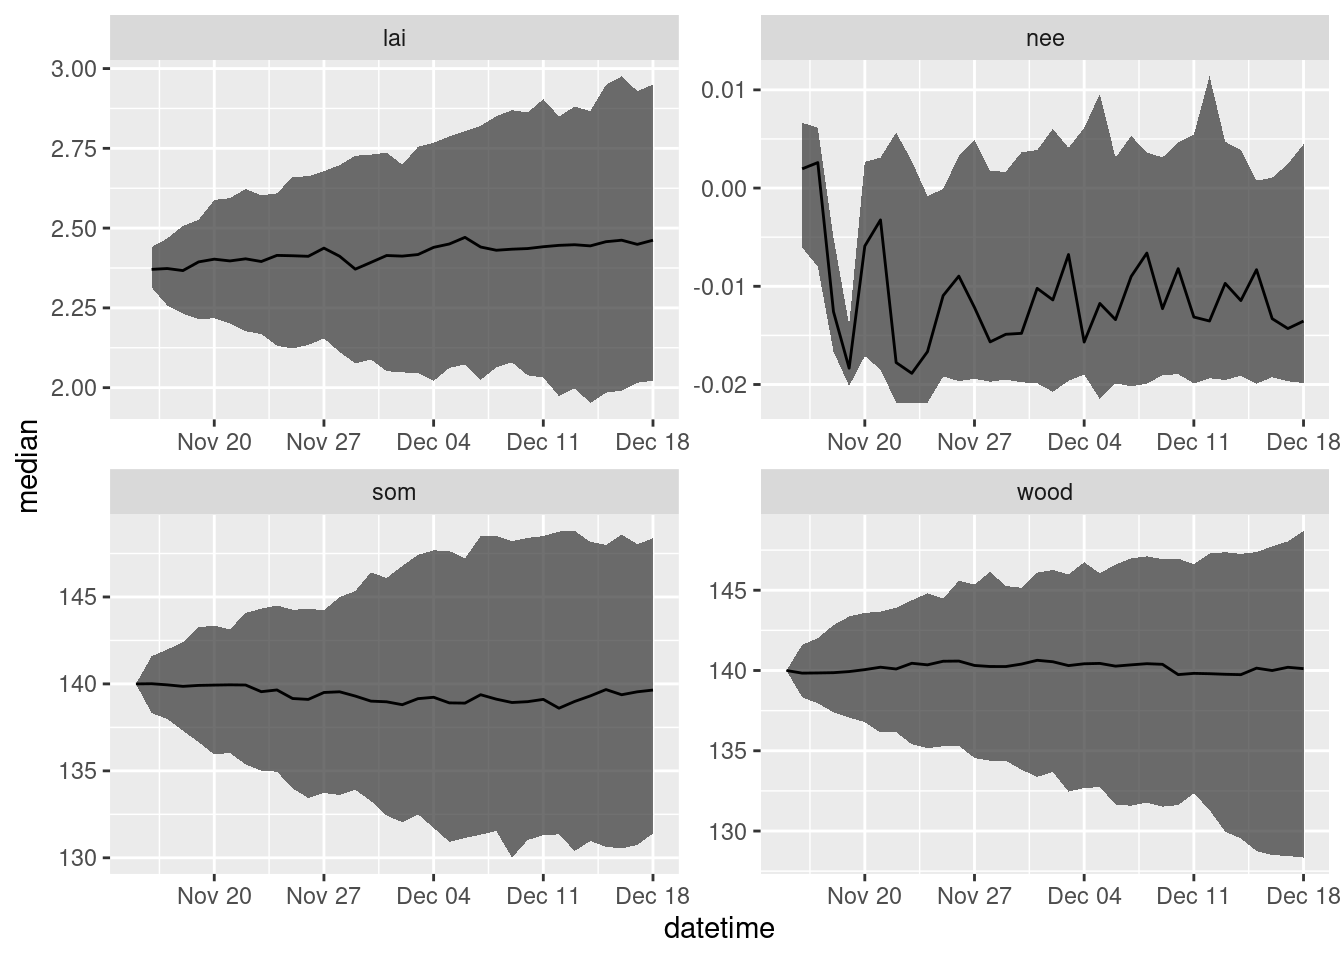 lai
nee
3.00
2.75
2.50
2.25
2.00
0.01
0.00
-0.01
-0.02
Nov 20 Nov 27 Dec 04 Dec 11 Dec 18
Nov 20 Nov 27 Dec 04 Dec 11 Dec 18
median
som
wood
145
140
135
130
145
140
135
130
Nov 20 Nov 27 Dec 04 Dec 11 Dec 18
Nov 20 Nov 27 Dec 04 Dec 11 Dec 18
datetime